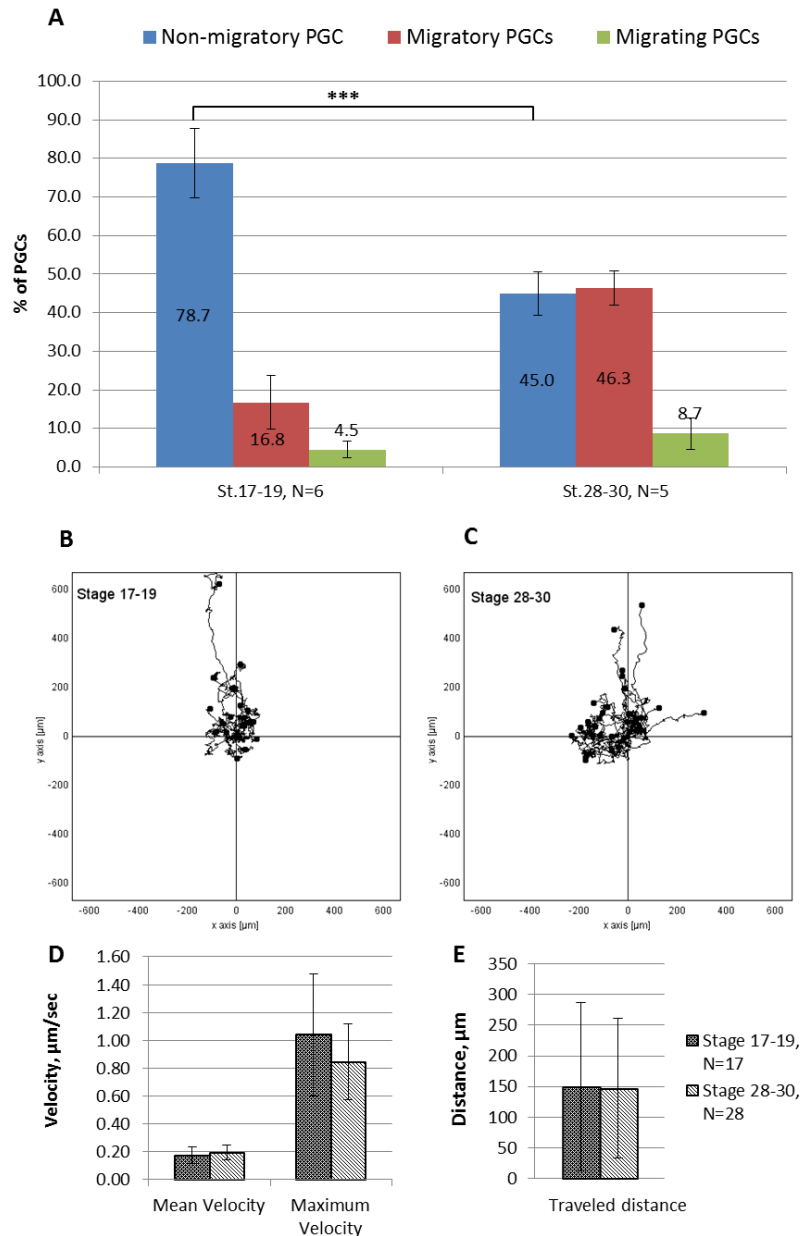 A
Non-migratory PGC Migratory PGCs Migrating PGCs
100.0
90.0
80.0
70.0
60.0
50.0
40.0
30.0
20.0
10.0
0.0
% of PGCs
***
78.7
16.8
4.5
45.0
46.3
8.7
St.17-19, N=6
St.28-30, N=5
B
Stage 17-19
600
400
200
0
-200
-400
-600
y axis [µm]
-600 -400 -200 0 200 400 600
x axis [µm]
C
Stage 28-30
600
400
200
0
-200
-400
-600
y axis [µm]
-600 -400 -200 0 200 400 600
x axis [µm]
D
1.60
1.40
1.20
1.00
0.80
0.60
0.40
0.20
0.00
Velocity, µm/sec
Mean Velocity
Maximum
Velocity
E
350
300
250
200
150
100
50
0
Distance, µm
Traveled distance
Stage 17-19,
N=17
Stage 28-30,
N=28